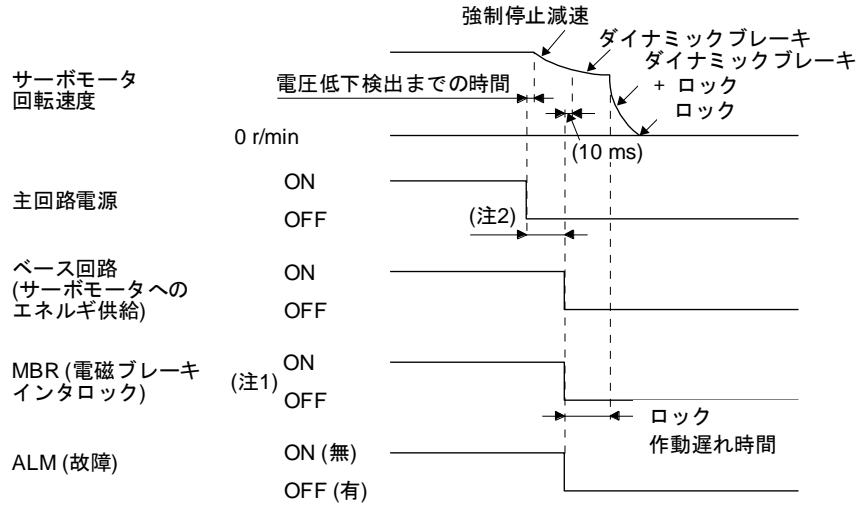 強制停止減速
ダイナミックブレーキ
ダイナミックブレーキ
+ ロック
ロック
サーボモータ
回転速度
電圧低下検出までの時間
0 r/min
(10 ms)
主回路電源
ON
OFF
(注2)
ベース回路
(サーボモータへの
エネルギ供給)
ON
OFF
MBR (電磁ブレーキ
インタロック)
(注1)
ON
OFF
ロック
作動遅れ時間
ALM (故障)
ON (無)
OFF (有)